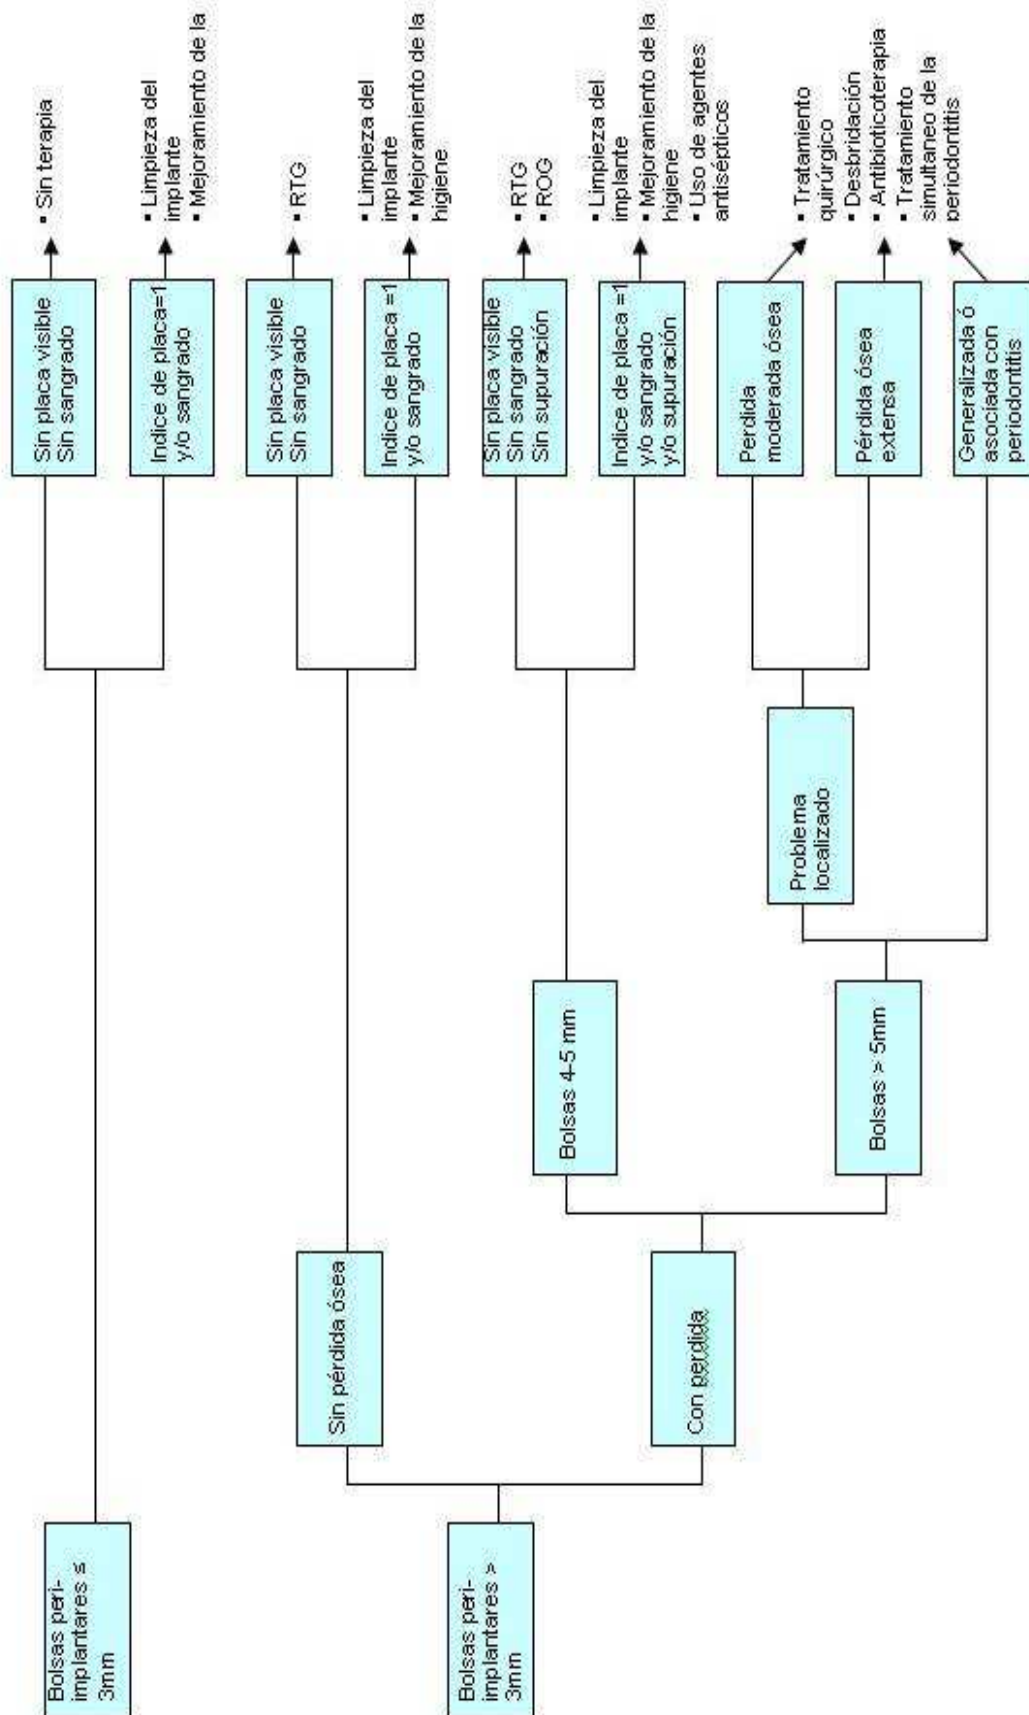 Bolsas peri-
implantares ≤
3mm
Sin placa visible
Sin sangrado
▪ Sin terapia
Indice de placa=1
y/o sangrado
▪ Limpieza del
implante
▪ Mejoramiento de la
Bolsas peri-
implantares >
3mm
Sin pérdida ósea
Sin placa visible
Sin sangrado
▪ RTG
Indice de placa =1
y/o sangrado
▪ Limpieza del
implante
▪ Mejoramiento de la
higiene
Con perdida
Bolsas 4-5 mm
Sin placa visible
Sin sangrado
Sin supuración
▪ RTG
▪ ROG
Indice de placa =1
y/o sangrado
y/o supuración
▪ Limpieza del
implante
▪ Mejoramiento de la
higiene
▪ Uso de agentes
antisépticos
Bolsas > 5mm
Problema
localizado
Perdida
moderada ósea
Pérdida ósea
extensa
Generalizada ó
asociada con
periodontitis
▪ Tratamiento
quirúrgico
▪ Desbridación
▪ Antibioticoterapia
▪ Tratamiento
simultaneo de la
periodontitis